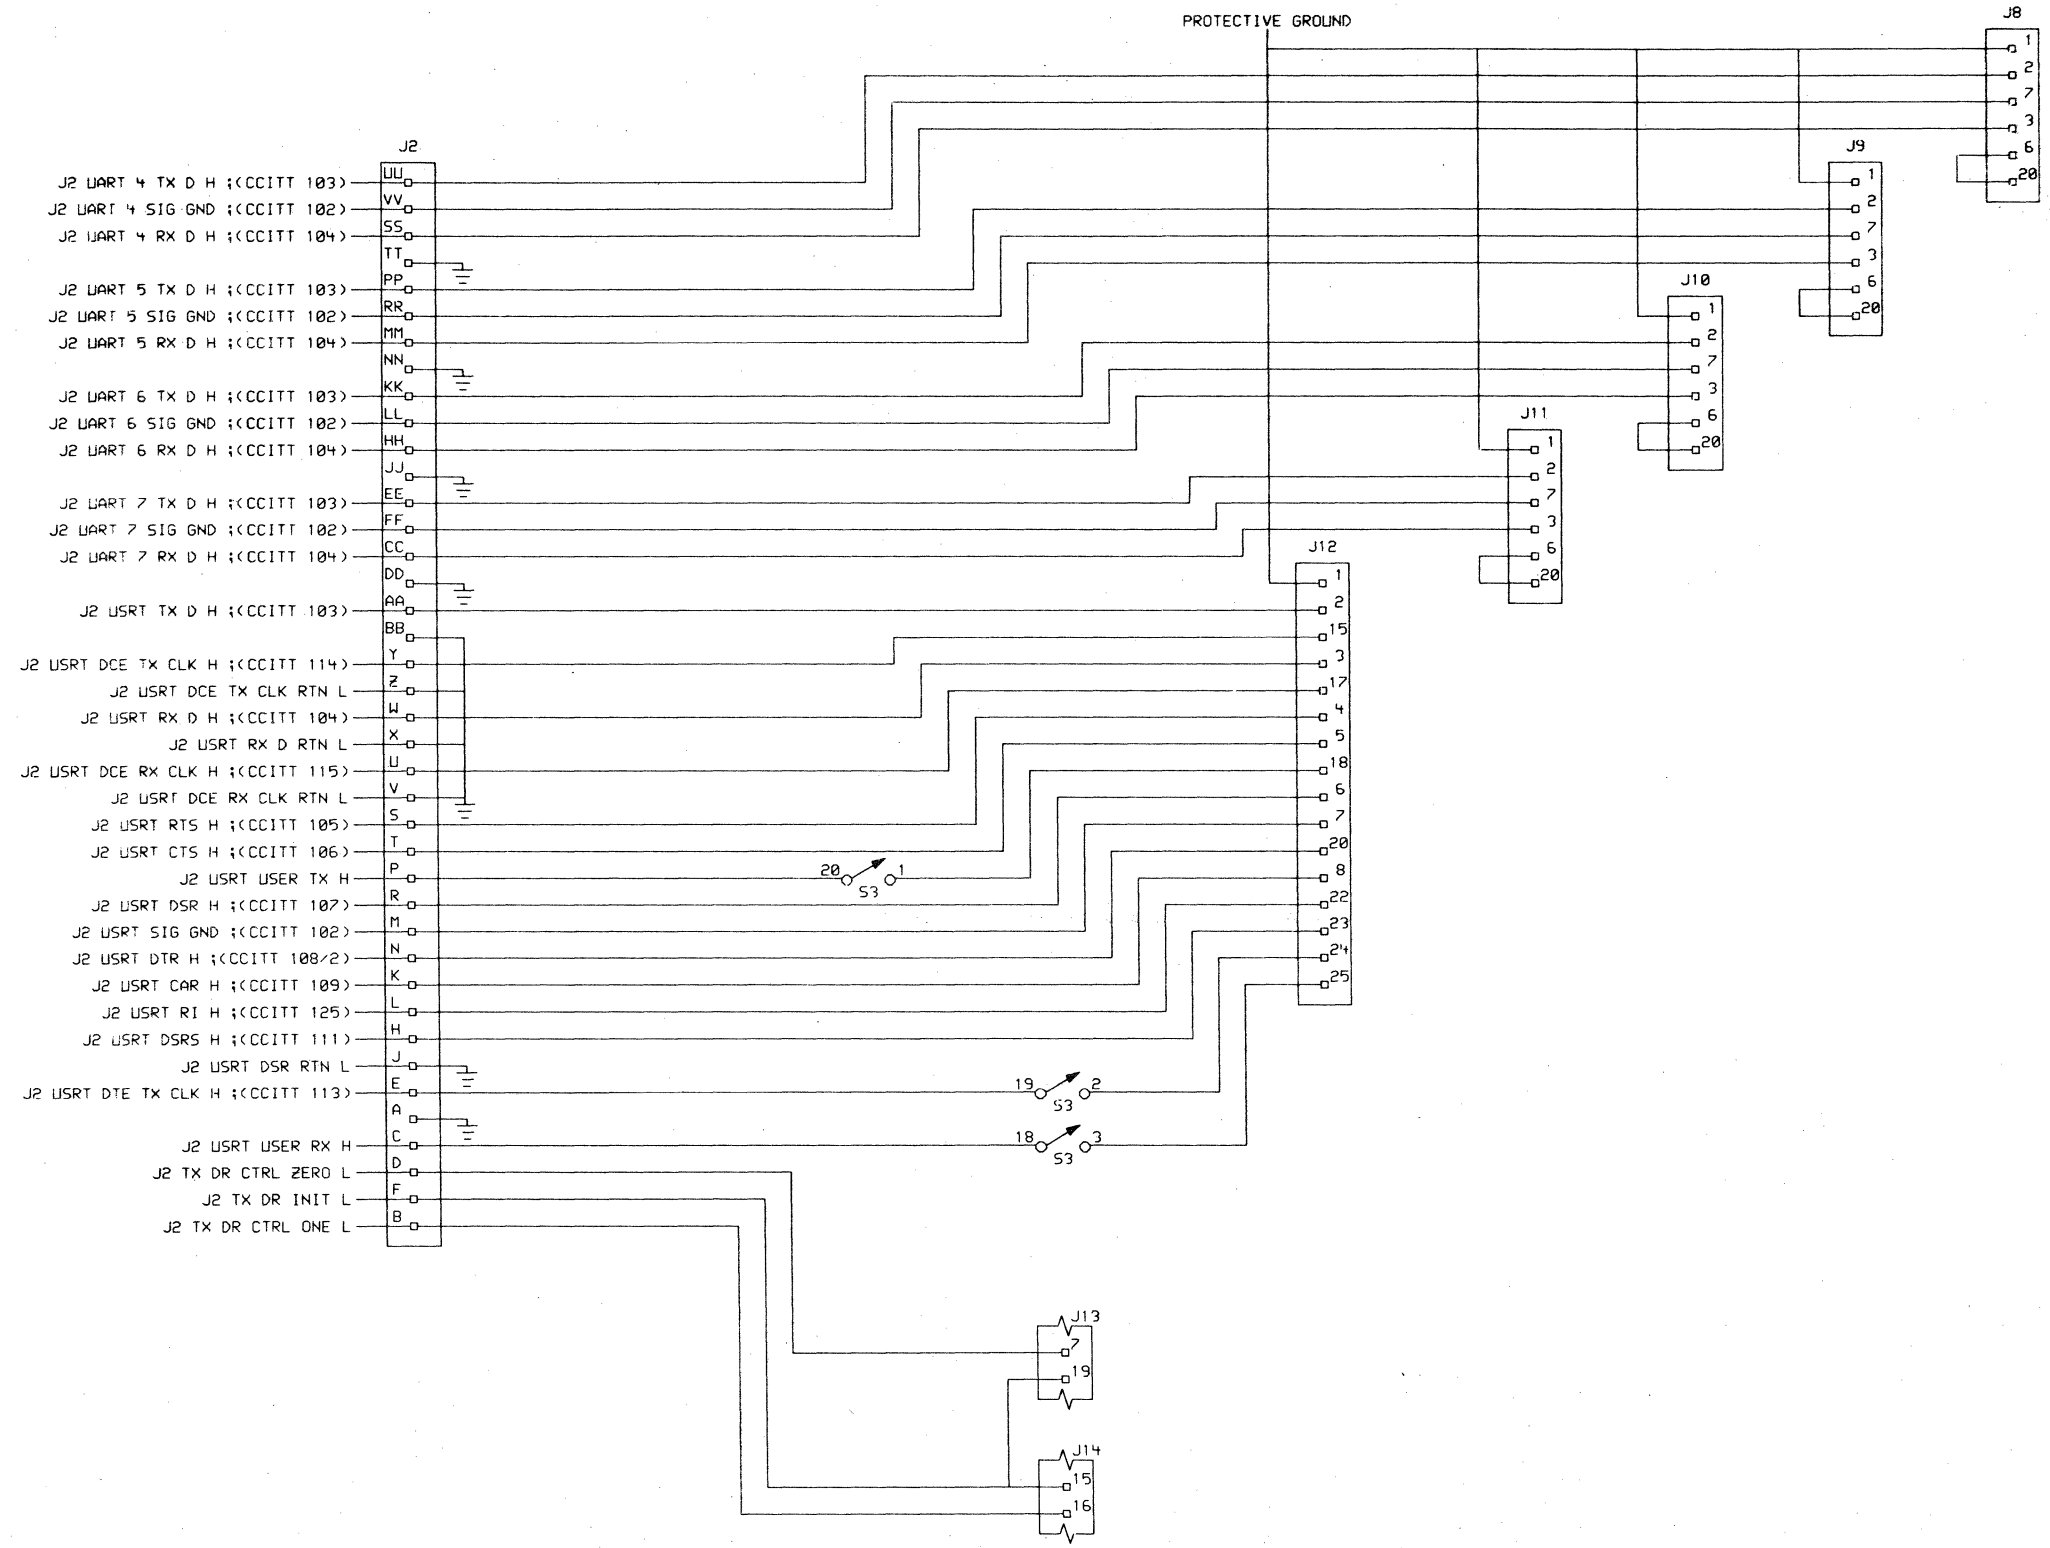 PROTECTIVE GROUND
J8
1
2
7
3
6
20
J9
1
2
7
3
6
20
J10
1
2
7
3
6
20
J11
1
2
7
3
6
20
J12
1
2
15
3
17
4
5
18
6
7
20
8
22
23
24
25
J2
J2 UART 4 TX D H ;(CCITT 103) UU
J2 UART 4 SIG GND ;(CCITT 102) VV
J2 UART 4 RX D H ;(CCITT 104) SS
TT
J2 UART 5 TX D H ;(CCITT 103) PP
J2 UART 5 SIG GND ;(CCITT 102) RR
J2 UART 5 RX D H ;(CCITT 104) MM
NN
J2 UART 6 TX D H ;(CCITT 103) KK
J2 UART 6 SIG GND ;(CCITT 102) LL
J2 UART 6 RX D H ;(CCITT 104) HH
JJ
J2 UART 7 TX D H ;(CCITT 103) EE
J2 UART 7 SIG GND ;(CCITT 102) FF
J2 UART 7 RX D H ;(CCITT 104) CC
DD
J2 USRT TX D H ;(CCITT 103) AA
BB
J2 USRT DCE TX CLK H ;(CCITT 114) Y
J2 USRT DCE TX CLK RTN L Z
J2 USRT RX D H ;(CCITT 104) W
J2 USRT RX D RTN L X
J2 USRT DCE RX CLK H ;(CCITT 115) U
J2 USRT DCE RX CLK RTN L V
J2 USRT RTS H ;(CCITT 105) S
J2 USRT CTS H ;(CCITT 106) T
J2 USRT USER TX H P 20 S3 1
J2 USRT DSR H ;(CCITT 107) R
J2 USRT SIG GND ;(CCITT 102) M
J2 USRT DTR H ;(CCITT 108/2) N
J2 USRT CAR H ;(CCITT 109) K
J2 USRT RI H ;(CCITT 125) L
J2 USRT DSRS H ;(CCITT 111) H
J2 USRT DSR RTN L J
J2 USRT DTE TX CLK H ;(CCITT 113) E 19 S3 2
A
J2 USRT USER RX H C 18 S3 3
J2 TX DR CTRL ZERO L D
J2 TX DR INIT L F
J2 TX DR CTRL ONE L B
J13
7
19
J14
15
16